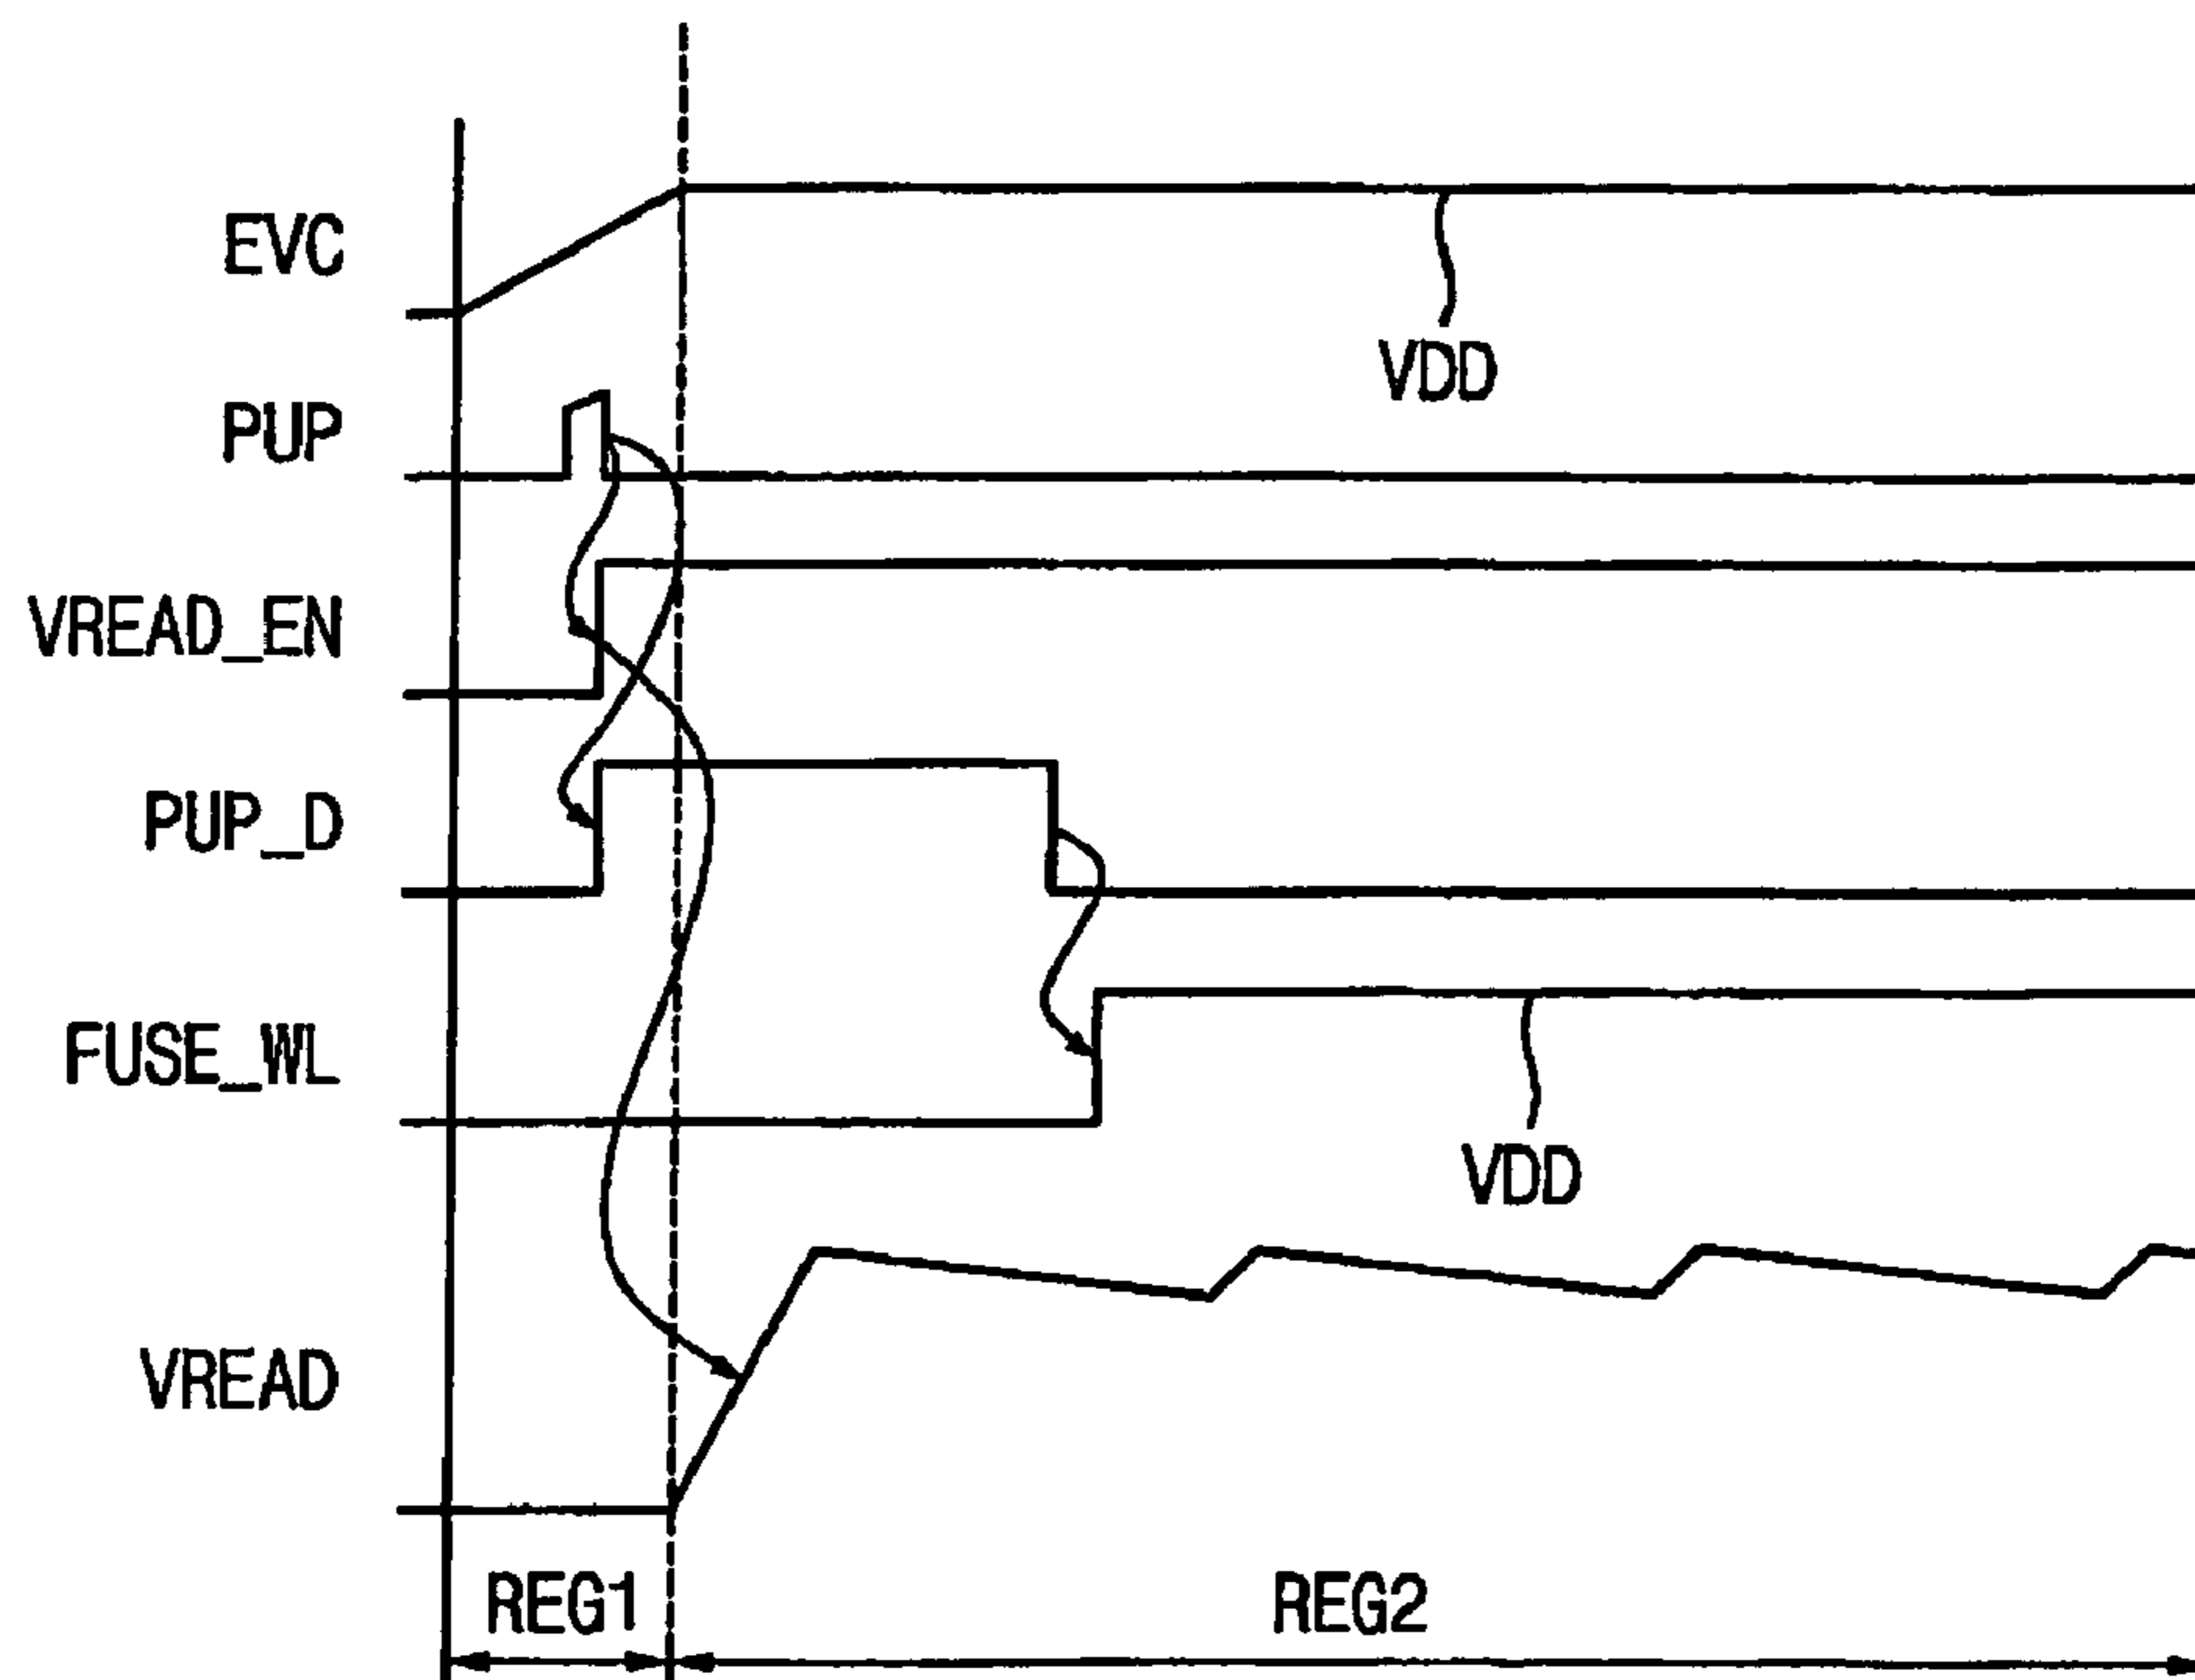 EVC
VDD
PUP
VREAD_EN
PUP_D
FUSE_WL
VDD
VREAD
REG1
REG2